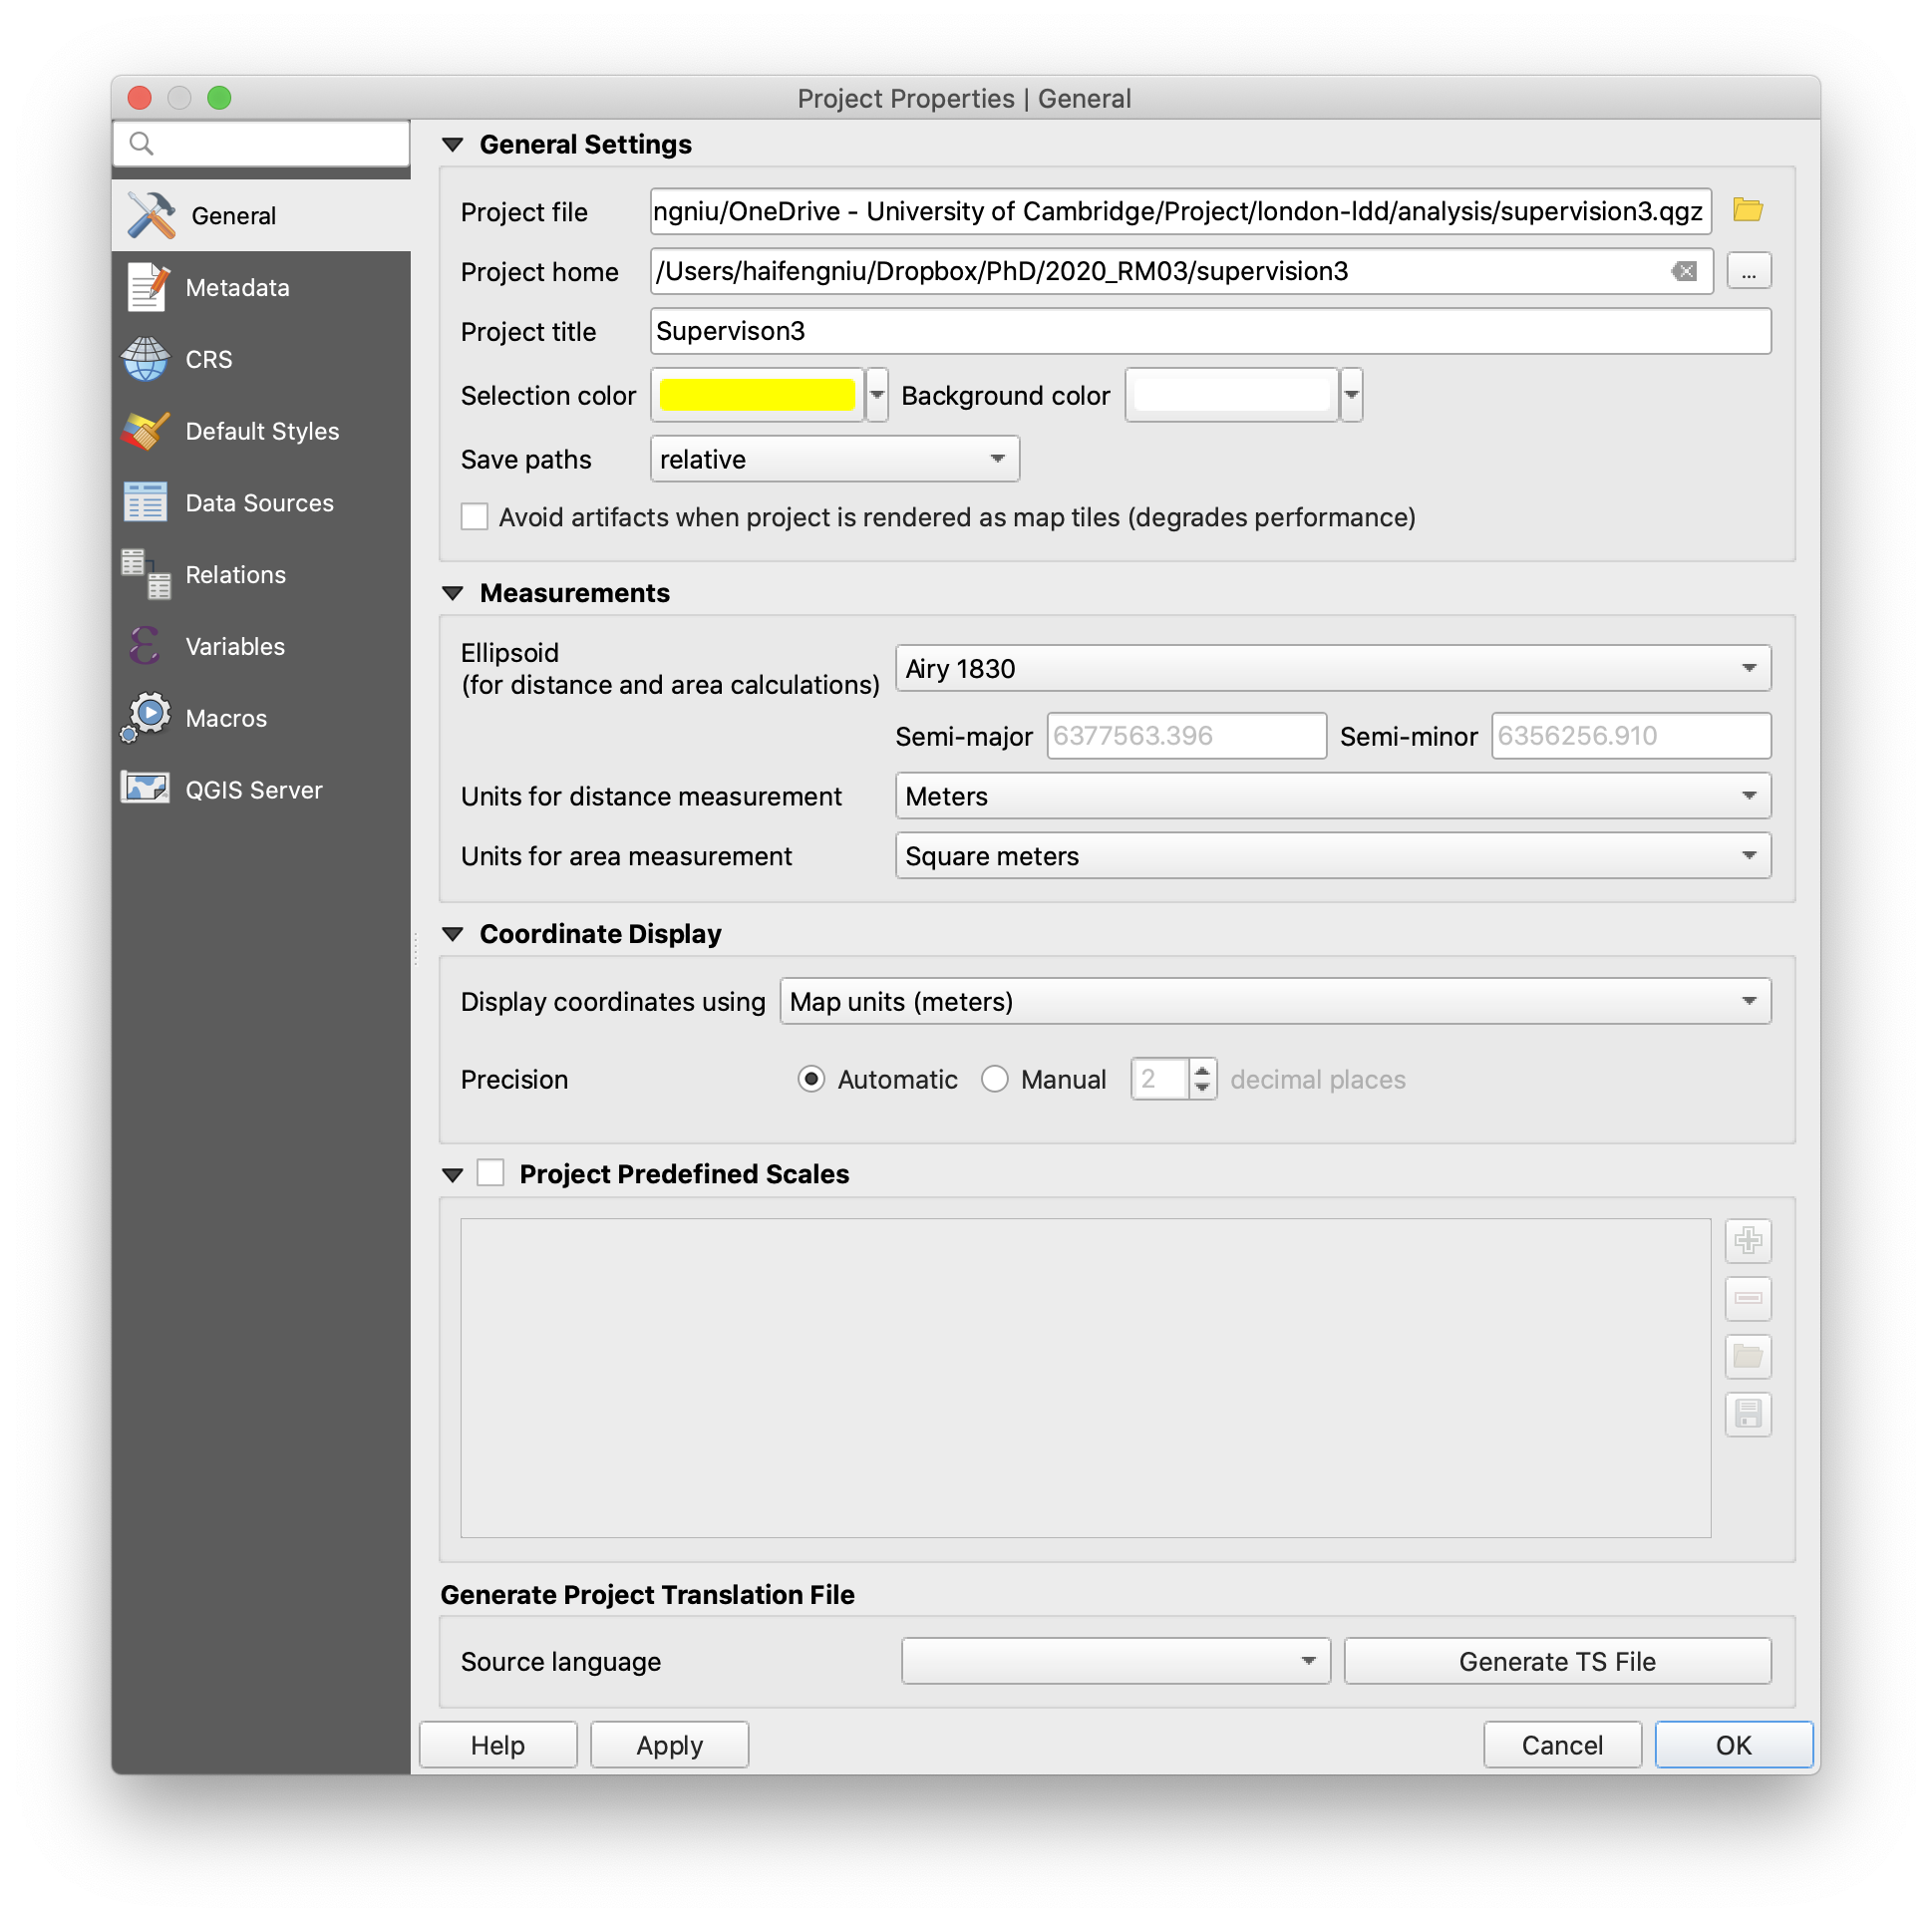 Project Properties | General
General
Metadata
CRS
Default Styles
Data Sources
Relations
Variables
Macros
QGIS Server
General Settings
Project file ngniu/OneDrive - University of Cambridge/Project/london-ldd/analysis/supervision3.qgz
Project home /Users/haifengniu/Dropbox/PhD/2020_RM03/supervision3 ...
Project title Supervison3
Selection color Background color
Save paths relative
Avoid artifacts when project is rendered as map tiles (degrades performance)
Measurements
Ellipsoid
(for distance and area calculations) Airy 1830
Semi-major 6377563.396 Semi-minor 6356256.910
Units for distance measurement Meters
Units for area measurement Square meters
Coordinate Display
Display coordinates using Map units (meters)
Precision Automatic Manual 2 decimal places
Project Predefined Scales
Generate Project Translation File
Source language Generate TS File
Help Apply Cancel OK